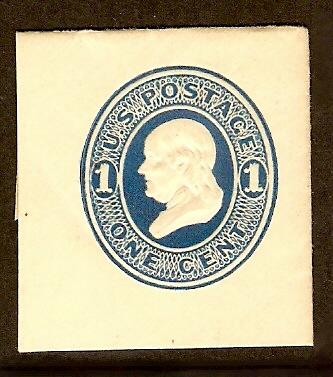 U.S. POSTAGE
1 1
ONE CENT